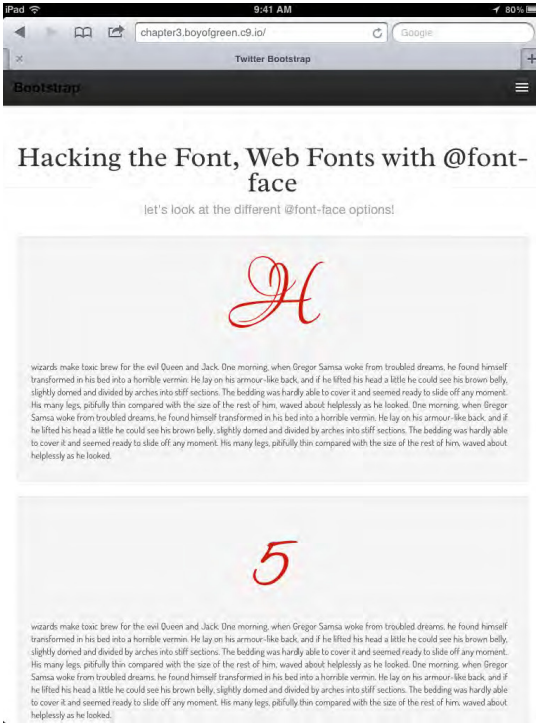 iPad 9:41 AM 80%
chapter3.boyofgreen.c9.io/ Google
Twitter Bootstrap
Bootstrap
Hacking the Font, Web Fonts with @font-
face
let's look at the different @font-face options!
H
wizards make toxic brew for the evil Queen and Jack. One morning, when Gregor Samsa woke from troubled dreams, he found himself
transformed in his bed into a horrible vermin. He lay on his armour-like back, and if he lifted his head a little he could see his brown belly,
slightly domed and divided by arches into stiff sections. The bedding was hardly able to cover it and seemed ready to slide off any moment.
His many legs, pitifully thin compared with the size of the rest of him, waved about helplessly as he looked. One morning, when Gregor
Samsa woke from troubled dreams, he found himself transformed in his bed into a horrible vermin. He lay on his armour-like back, and if
he lifted his head a little he could see his brown belly, slightly domed and divided by arches into stiff sections. The bedding was hardly able
to cover it and seemed ready to slide off any moment. His many legs, pitifully thin compared with the size of the rest of him, waved about
helplessly as he looked.
5
wizards make toxic brew for the evil Queen and Jack. One morning, when Gregor Samsa woke from troubled dreams, he found himself
transformed in his bed into a horrible vermin. He lay on his armour-like back, and if he lifted his head a little he could see his brown belly,
slightly domed and divided by arches into stiff sections. The bedding was hardly able to cover it and seemed ready to slide off any moment.
His many legs, pitifully thin compared with the size of the rest of him, waved about helplessly as he looked. One morning, when Gregor
Samsa woke from troubled dreams, he found himself transformed in his bed into a horrible vermin. He lay on his armour-like back, and if
he lifted his head a little he could see his brown belly, slightly domed and divided by arches into stiff sections. The bedding was hardly able
to cover it and seemed ready to slide off any moment. His many legs, pitifully thin compared with the size of the rest of him, waved about
helplessly as he looked.